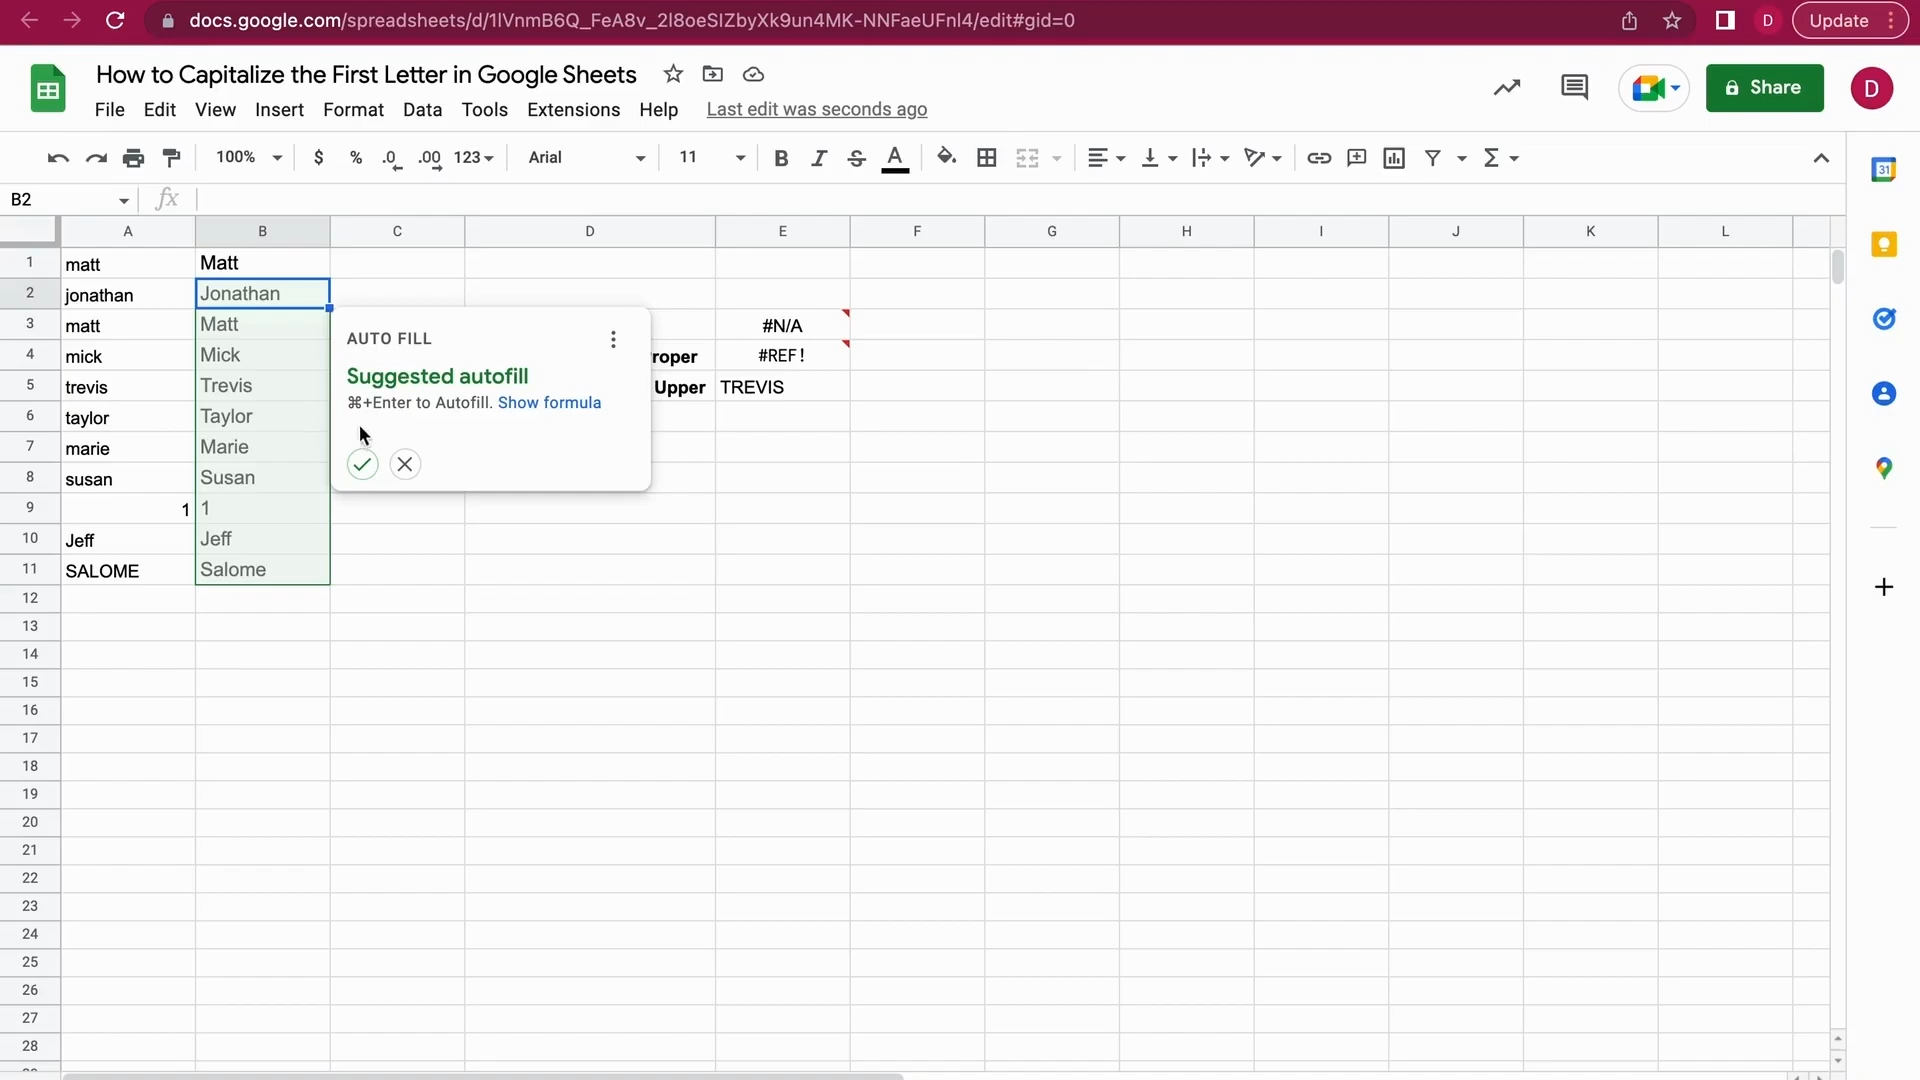 docs.google.com/spreadsheets/d/1lVnmB6Q_FeA8v_2l8oeSIZbyXk9un4MK-NNFaeUFnl4/edit#gid=0
D
Update
How to Capitalize the First Letter in Google Sheets
File Edit View Insert Format Data Tools Extensions Help Last edit was seconds ago
Share
D
100% $ % .0 .00 123 Arial 11 B I S A Σ
31
B2 fx
A B C D E F G H I J K L
1 matt Matt
2 jonathan Jonathan
3 matt Matt #N/A
4 mick Mick roper #REF!
5 trevis Trevis Upper TREVIS
6 taylor Taylor
7 marie Marie
8 susan Susan
9 1 1
10 Jeff Jeff
11 SALOME Salome
AUTO FILL
Suggested autofill
⌘+Enter to Autofill. Show formula
12
13
14
15
16
17
18
19
20
21
22
23
24
25
26
27
28